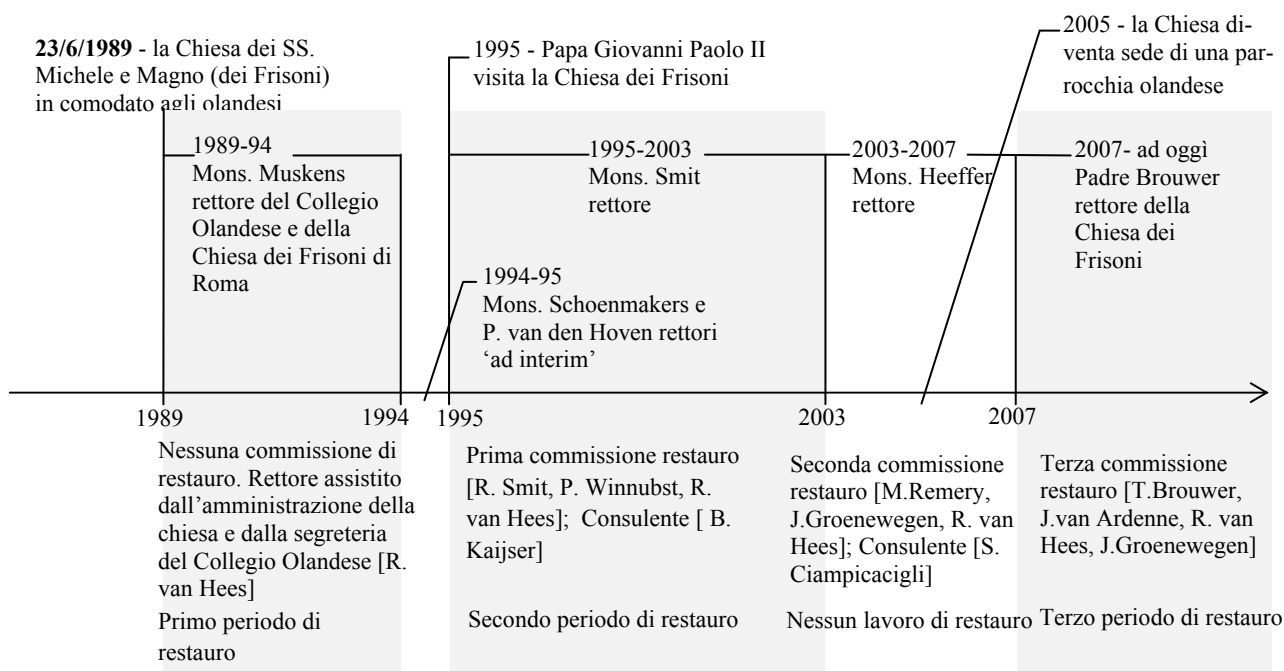 23/6/1989 - la Chiesa dei SS.
Michele e Magno (dei Frisoni)
in comodato agli olandesi
1995 - Papa Giovanni Paolo II
visita la Chiesa dei Frisoni
2005 - la Chiesa di-
venta sede di una par-
rocchia olandese
1989-94
Mons. Muskens
rettore del Collegio
Olandese e della
Chiesa dei Frisoni di
Roma
1994-95
Mons. Schoenmakers e
P. van den Hoven rettori
‘ad interim’
1995-2003
Mons. Smit
rettore
2003-2007
Mons. Heeffer
rettore
2007- ad oggì
Padre Brouwer
rettore della
Chiesa dei
Frisoni
1989
1994
1995
2003
2007
Nessuna commissione di
restauro. Rettore assistito
dall’amministrazione della
chiesa e dalla segreteria
del Collegio Olandese [R.
van Hees]
Primo periodo di
restauro
Prima commissione restauro
[R. Smit, P. Winnubst, R.
van Hees]; Consulente [ B.
Kaijser]
Secondo periodo di restauro
Seconda commissione
restauro [M.Remery,
J.Groenewegen, R. van
Hees]; Consulente [S.
Ciampicacigli]
Nessun lavoro di restauro
Terza commissione
restauro [T.Brouwer,
J.van Ardenne, R. van
Hees, J.Groenewegen]
Terzo periodo di restauro